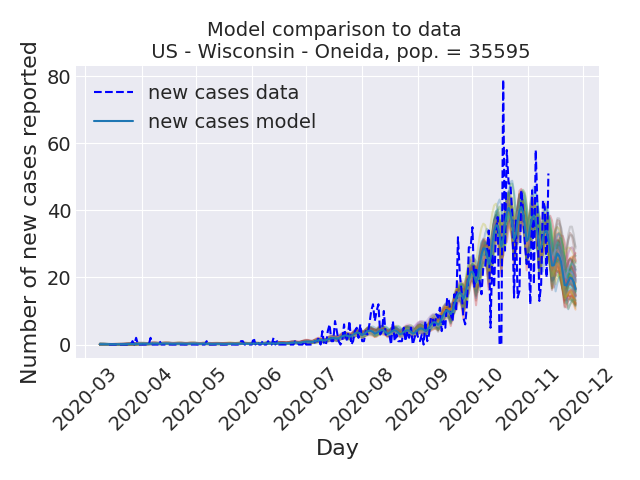 Model comparison to data
US - Wisconsin - Oneida, pop. = 35595
Number of new cases reported
80
60
40
20
0
new cases data
new cases model
2020-03
2020-04
2020-05
2020-06
2020-07
2020-08
2020-09
2020-10
2020-11
2020-12
Day